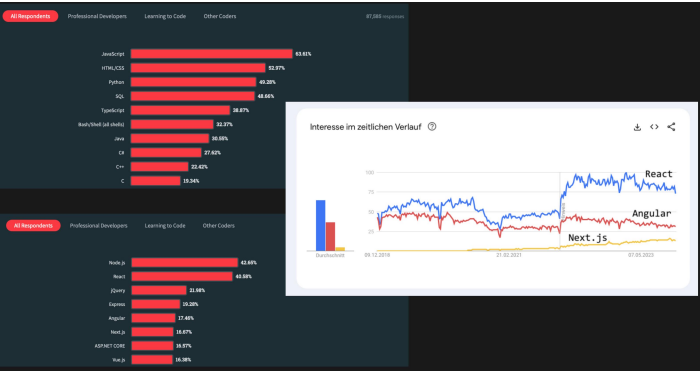 All Respondents Professional Developers Learning to Code Other Coders 87,585 responses
JavaScript 63.61%
HTML/CSS 52.97%
Python 49.28%
SQL 48.66%
TypeScript 38.87%
Bash/Shell (all shells) 32.37%
Java 30.55%
C# 27.62%
C++ 22.42%
C 19.34%
Interesse im zeitlichen Verlauf
100
75
50
25
React
Angular
Next.js
Durchschnitt 09.12.2018 21.02.2021 07.05.2023
All Respondents Professional Developers Learning to Code Other Coders
Node.js 42.65%
React 40.58%
jQuery 21.98%
Express 19.28%
Angular 17.46%
Next.js 16.67%
ASP.NET CORE 16.57%
Vue.js 16.38%